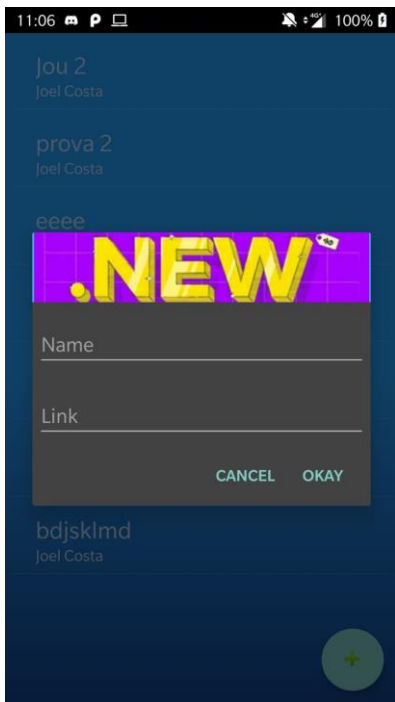 11:06 4G+ 100%
Jou 2
Joel Costa
prova 2
Joel Costa
eeee
.NEW
Name
Link
CANCEL OKAY
bdjsklmd
Joel Costa